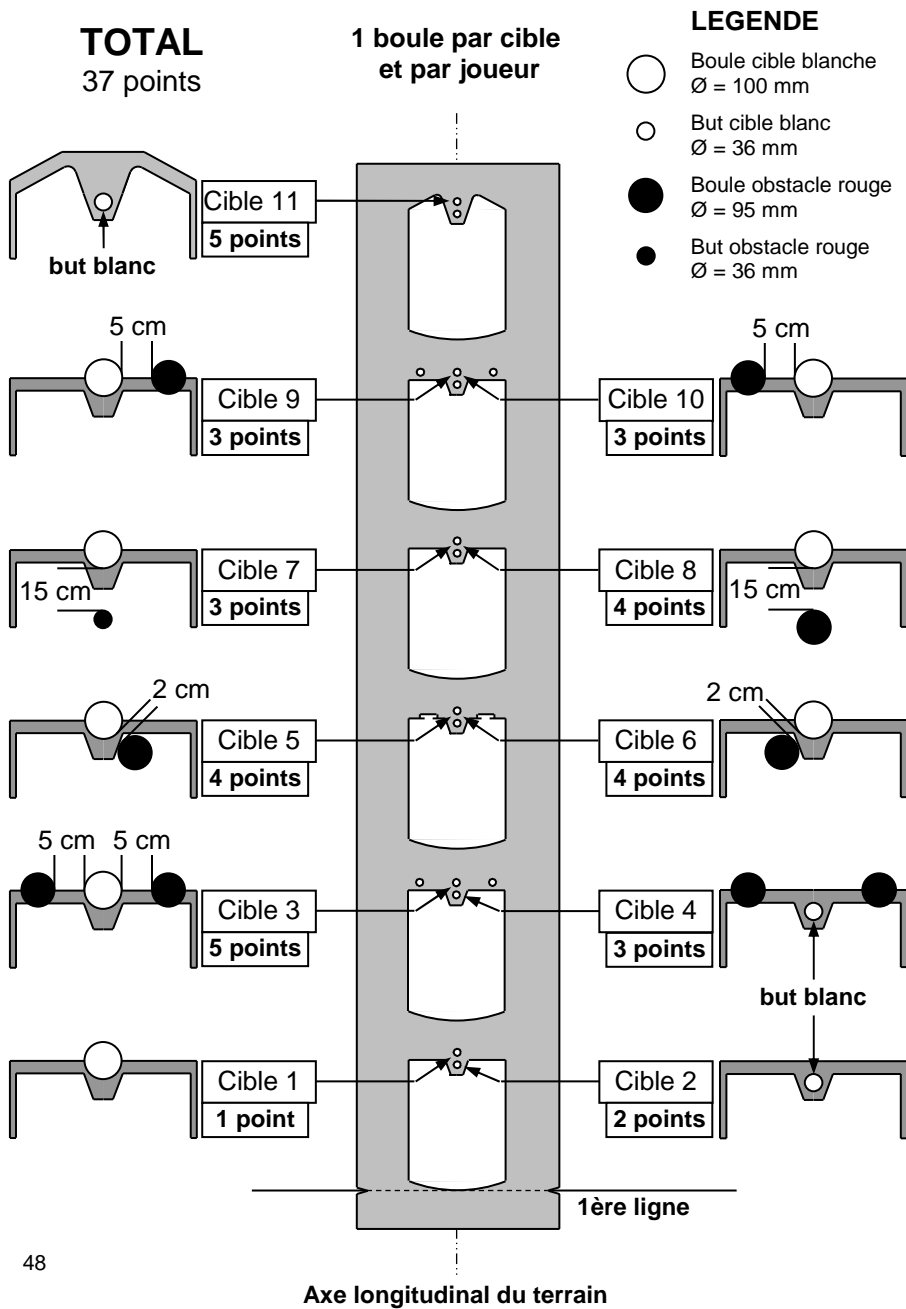 TOTAL
37 points
1 boule par cible
et par joueur
LEGENDE
Boule cible blanche
Ø = 100 mm
But cible blanc
Ø = 36 mm
Boule obstacle rouge
Ø = 95 mm
But obstacle rouge
Ø = 36 mm
Cible 11
5 points
but blanc
5 cm
Cible 9
3 points
5 cm
Cible 10
3 points
15 cm
Cible 7
3 points
Cible 8
4 points
15 cm
2 cm
Cible 5
4 points
2 cm
Cible 6
4 points
5 cm 5 cm
Cible 3
5 points
Cible 4
3 points
but blanc
Cible 1
1 point
Cible 2
2 points
1ère ligne
48
Axe longitudinal du terrain